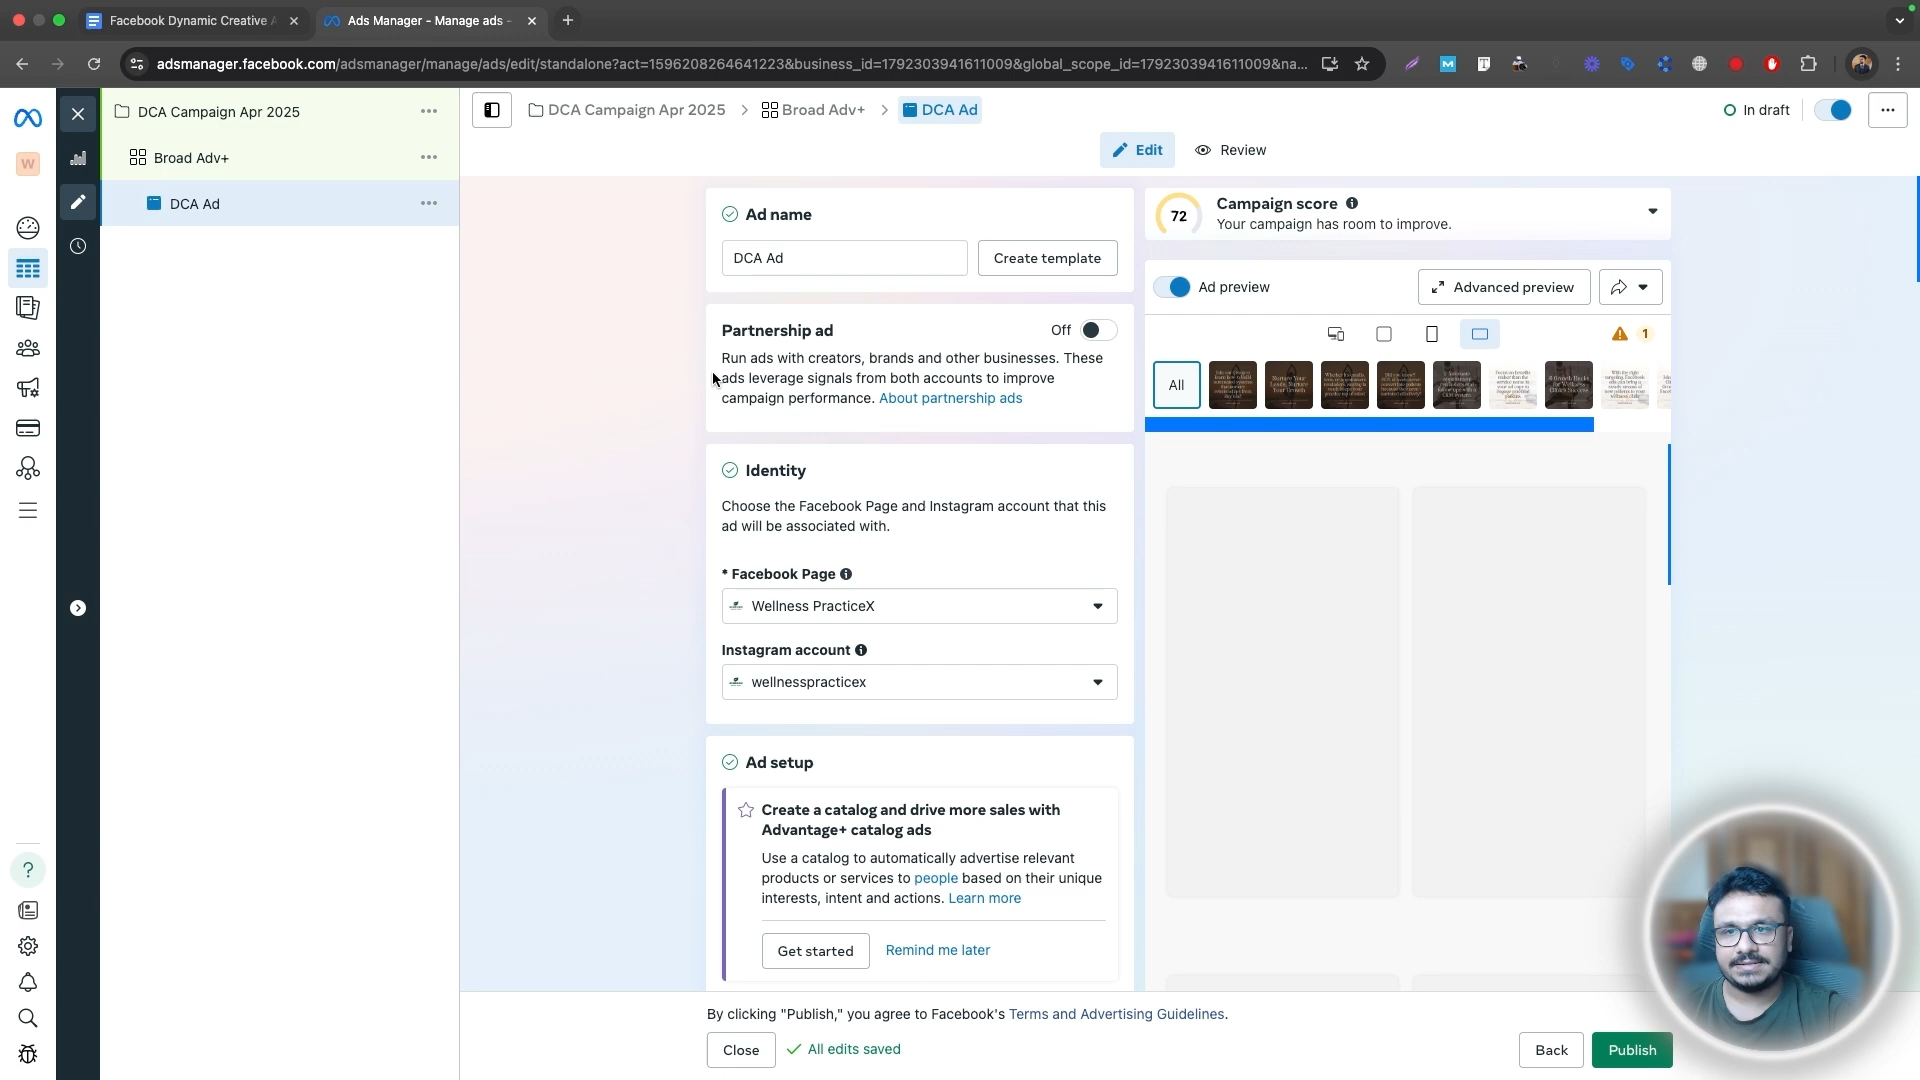 Facebook Dynamic Creative A
Ads Manager - Manage ads -
adsmanager.facebook.com/adsmanager/manage/ads/edit/standalone?act=1596208264641223&business_id=1792303941611009&global_scope_id=1792303941611009&na...
W
DCA Campaign Apr 2025
Broad Adv+
DCA Ad
DCA Campaign Apr 2025
Broad Adv+
DCA Ad
In draft
Edit
Review
Ad name
DCA Ad
Create template
Partnership ad
Off
Run ads with creators, brands and other businesses. These
ads leverage signals from both accounts to improve
campaign performance. About partnership ads
Identity
Choose the Facebook Page and Instagram account that this
ad will be associated with.
* Facebook Page
Wellness PracticeX
Instagram account
wellnesspracticex
Ad setup
Create a catalog and drive more sales with
Advantage+ catalog ads
Use a catalog to automatically advertise relevant
products or services to people based on their unique
interests, intent and actions. Learn more
Get started
Remind me later
72
Campaign score
Your campaign has room to improve.
Ad preview
Advanced preview
1
All
Nurture Your
Leads, Nurture
Your Growth
By clicking "Publish," you agree to Facebook's Terms and Advertising Guidelines.
Close
All edits saved
Back
Publish